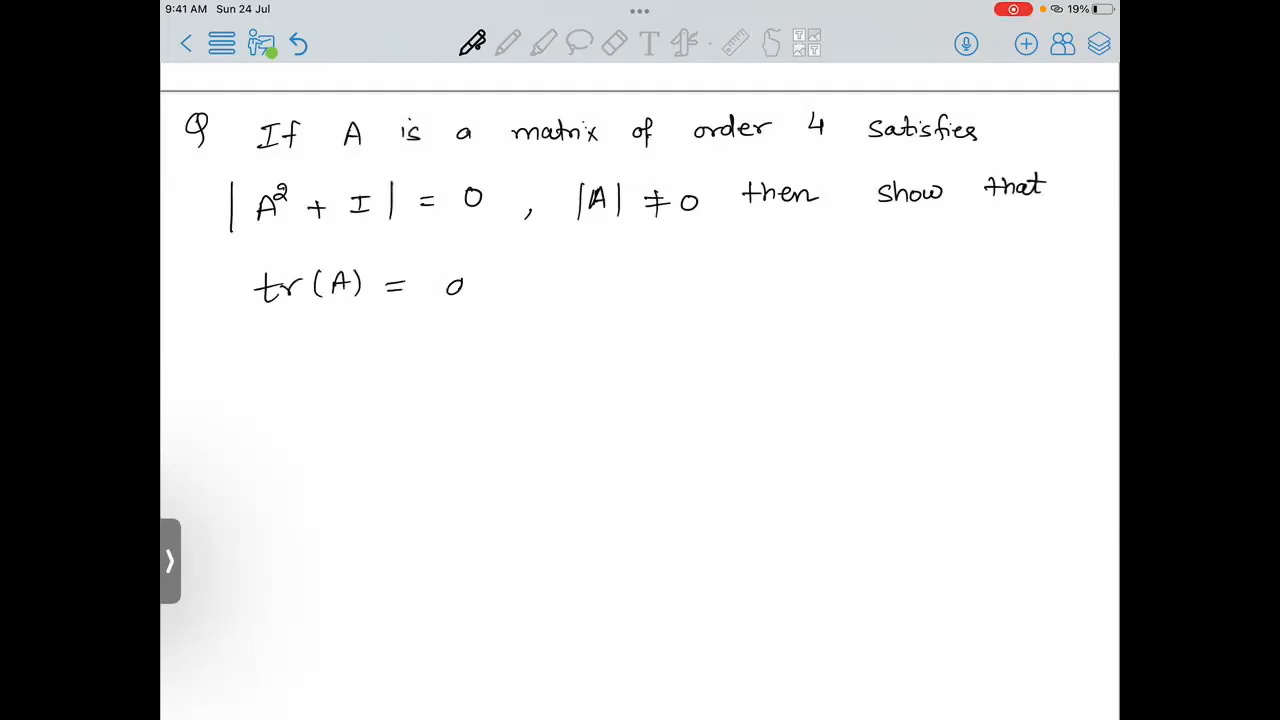 9:41 AM Sun 24 Jul 19%
Q If A is a matrix of order 4 satisfies
|A² + I| = 0 , |A| ≠ 0 then show that
tr(A) = 0